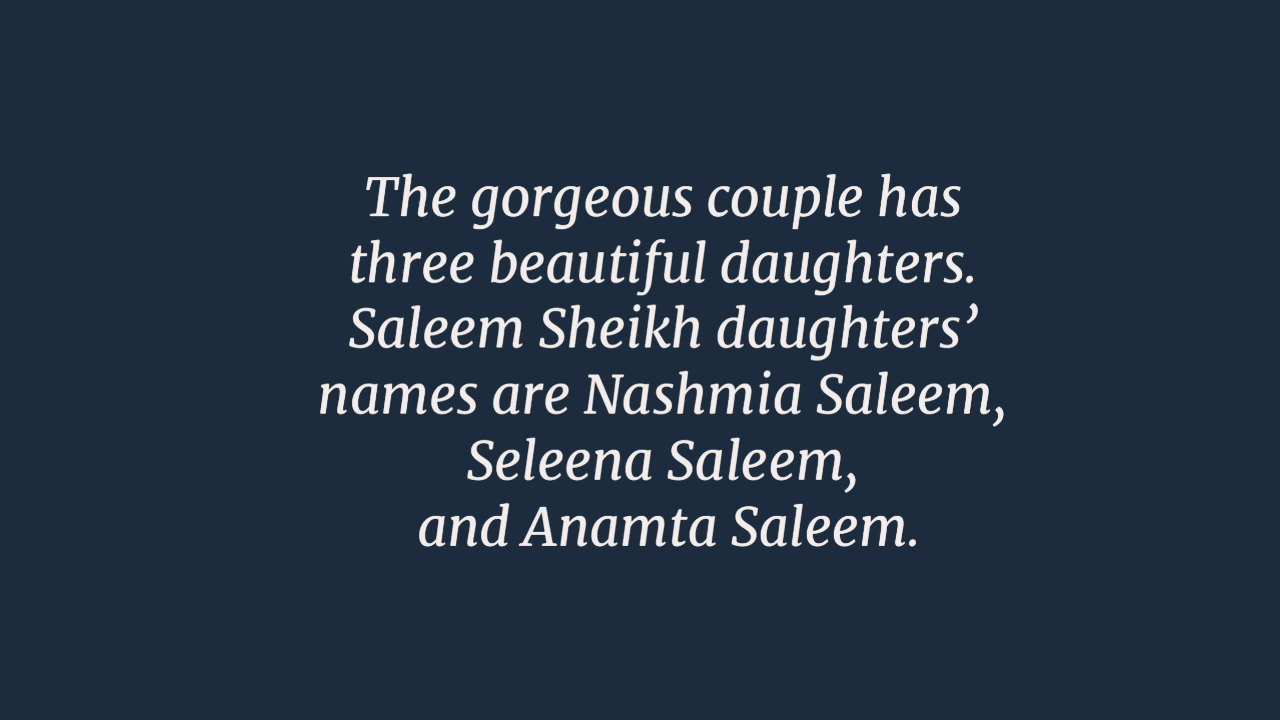 The gorgeous couple has
three beautiful daughters.
Saleem Sheikh daughters’
names are Nashmia Saleem,
Seleena Saleem,
and Anamta Saleem.